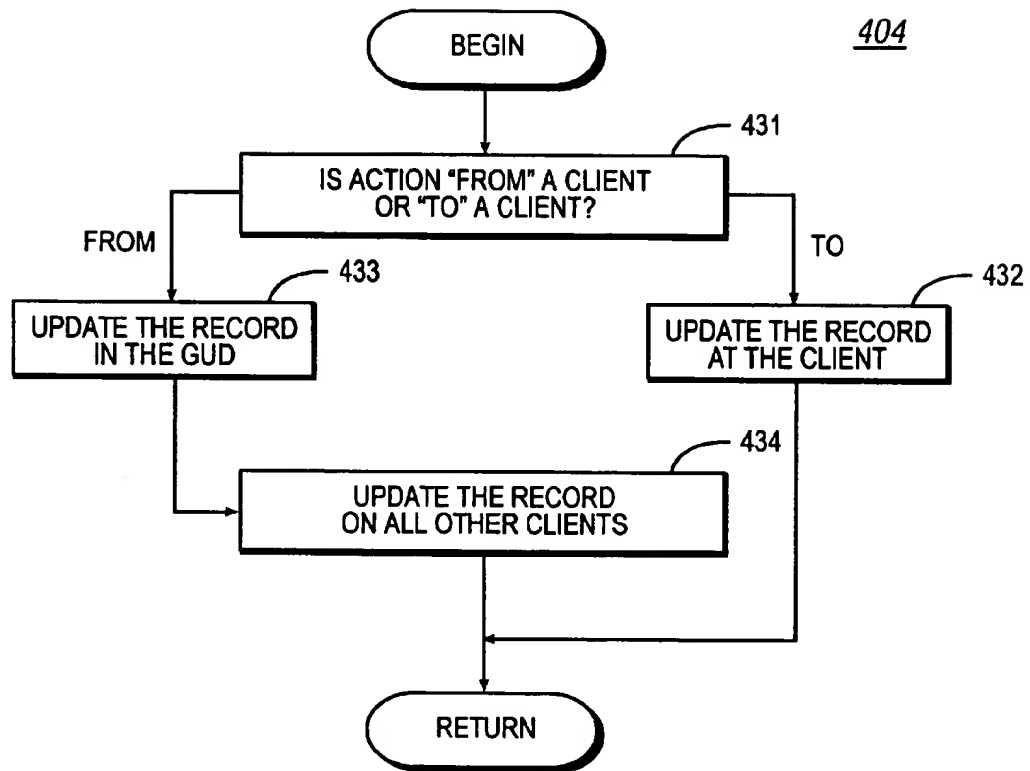 BEGIN
404
431
IS ACTION "FROM" A CLIENT
OR "TO" A CLIENT?
FROM
TO
433
432
UPDATE THE RECORD
IN THE GUD
UPDATE THE RECORD
AT THE CLIENT
434
UPDATE THE RECORD
ON ALL OTHER CLIENTS
RETURN